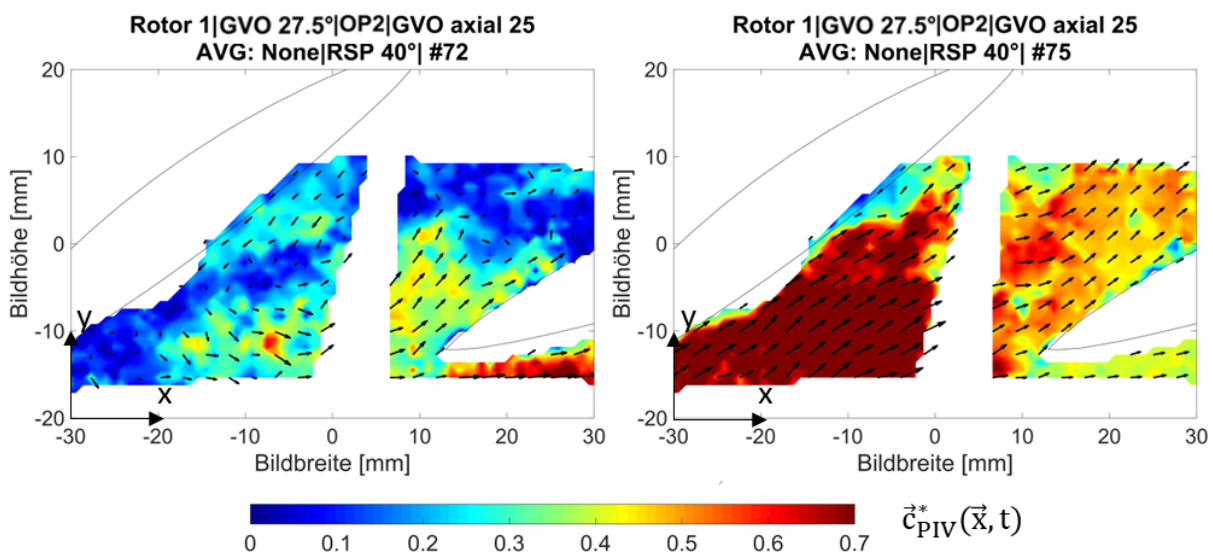 Rotor 1|GVO 27.5°|OP2|GVO axial 25
AVG: None|RSP 40°| #72
20
10
0
-10
-20
Bildhöhe [mm]
y
x
-30 -20 -10 0 10 20 30
Bildbreite [mm]
Rotor 1|GVO 27.5°|OP2|GVO axial 25
AVG: None|RSP 40°| #75
20
10
0
-10
-20
Bildhöhe [mm]
y
x
-30 -20 -10 0 10 20 30
Bildbreite [mm]
0 0.1 0.2 0.3 0.4 0.5 0.6 0.7
c⃗*PIV(x⃗, t)